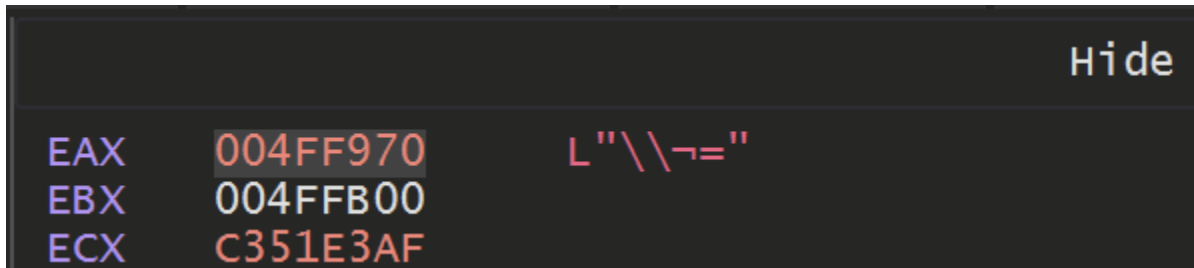 Hide
EAX 004FF970 L"\\¬="
EBX 004FFB00
ECX C351E3AF